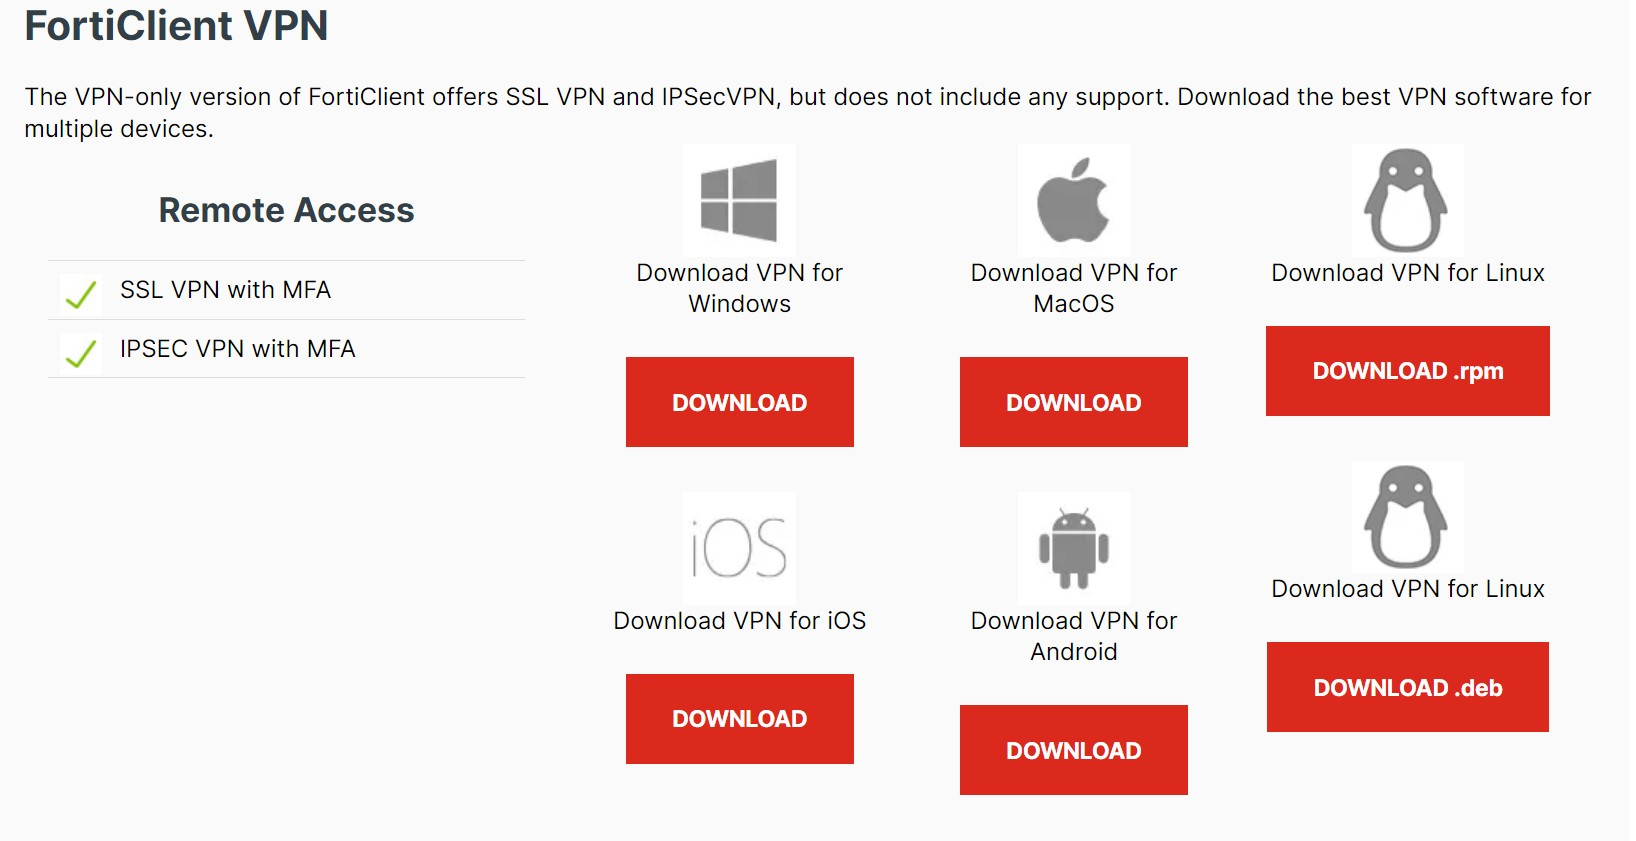 FortiClient VPN
The VPN-only version of FortiClient offers SSL VPN and IPSecVPN, but does not include any support. Download the best VPN software for
multiple devices.
Remote Access
SSL VPN with MFA
IPSEC VPN with MFA
Download VPN for
Windows
DOWNLOAD
Download VPN for
MacOS
DOWNLOAD
Download VPN for Linux
DOWNLOAD .rpm
iOS
Download VPN for iOS
DOWNLOAD
Download VPN for
Android
DOWNLOAD
Download VPN for Linux
DOWNLOAD .deb